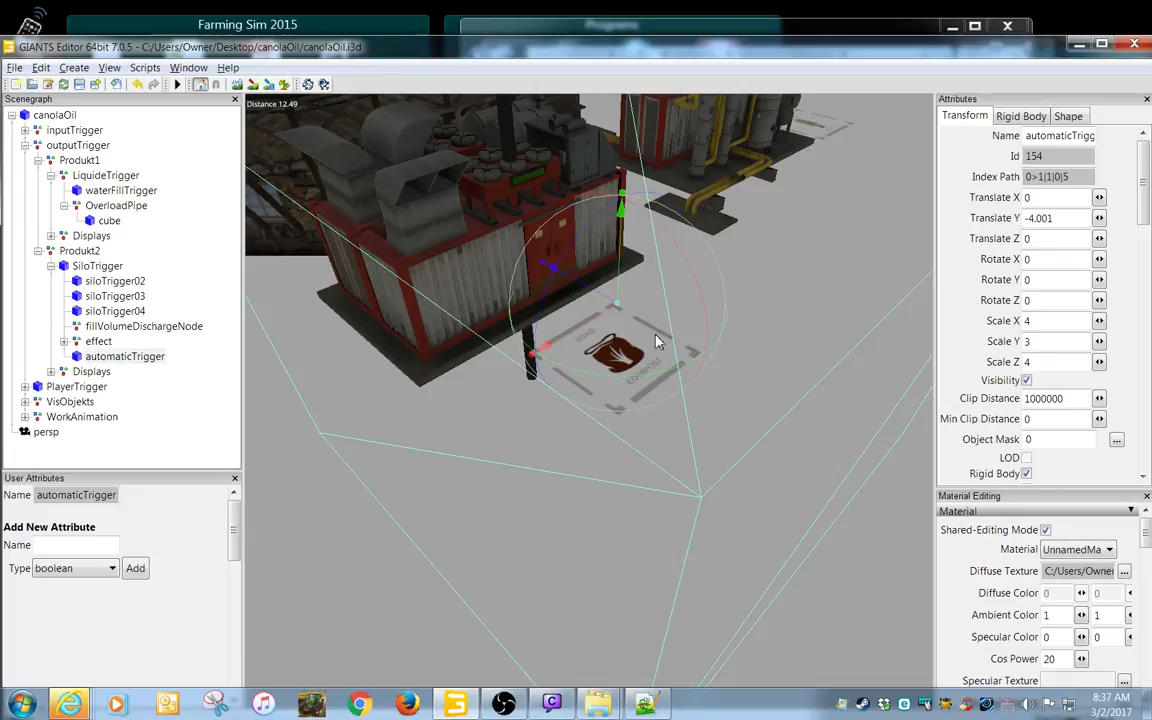 Farming Sim 2015
Programs
GIANTS Editor 64bit 7.0.5 - C:/Users/Owner/Desktop/canolaOil/canolaOil.i3d
File Edit Create View Scripts Window Help
Scenegraph
canolaOil
inputTrigger
outputTrigger
Produkt1
LiquideTrigger
waterFillTrigger
OverloadPipe
cube
Displays
Produkt2
SiloTrigger
siloTrigger02
siloTrigger03
siloTrigger04
fillVolumeDischargeNode
effect
automaticTrigger
Displays
PlayerTrigger
VisObjekts
WorkAnimation
persp
User Attributes
Name automaticTrigger
Add New Attribute
Name
Type boolean Add
Distance 12.49
LOAD
COMPOST
Attributes
Transform Rigid Body Shape
Name automaticTrigg
Id 154
Index Path 0>1|1|0|5
Translate X 0
Translate Y -4.001
Translate Z 0
Rotate X 0
Rotate Y 0
Rotate Z 0
Scale X 4
Scale Y 3
Scale Z 4
Visibility
Clip Distance 1000000
Min Clip Distance 0
Object Mask 0 ...
LOD
Rigid Body
Material Editing
Material
Shared-Editing Mode
Material UnnamedMa
Diffuse Texture C:/Users/Owner ...
Diffuse Color 0 0
Ambient Color 1 1
Specular Color 0 0
Cos Power 20
Specular Texture ...
8:37 AM
3/2/2017